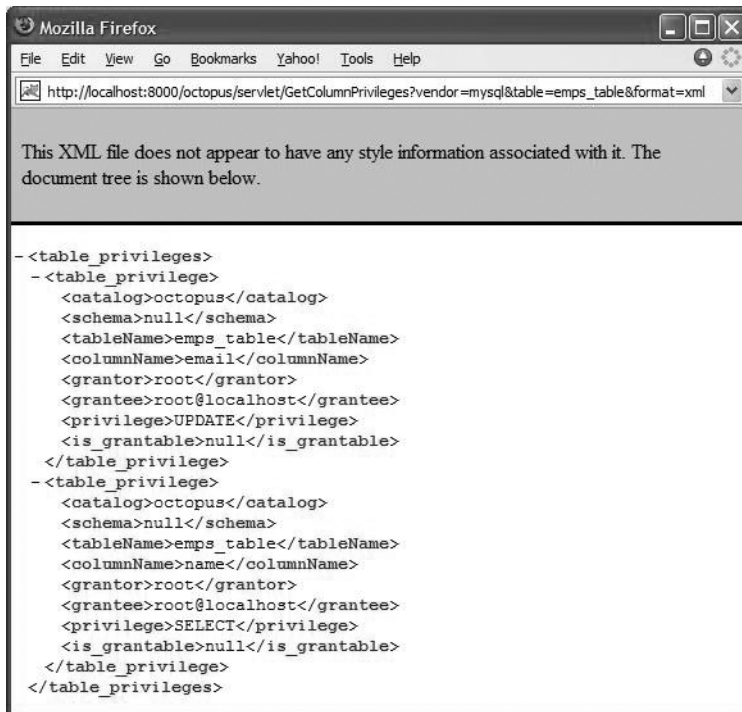 Mozilla Firefox
File Edit View Go Bookmarks Yahoo! Tools Help
http://localhost:8000/octopus/servlet/GetColumnPrivileges?vendor=mysql&table=emps_table&format=xml
This XML file does not appear to have any style information associated with it. The
document tree is shown below.
- <table_privileges>
- <table_privilege>
<catalog>octopus</catalog>
<schema>null</schema>
<tableName>emps_table</tableName>
<columnName>email</columnName>
<grantor>root</grantor>
<grantee>root@localhost</grantee>
<privilege>UPDATE</privilege>
<is_grantable>null</is_grantable>
</table_privilege>
- <table_privilege>
<catalog>octopus</catalog>
<schema>null</schema>
<tableName>emps_table</tableName>
<columnName>name</columnName>
<grantor>root</grantor>
<grantee>root@localhost</grantee>
<privilege>SELECT</privilege>
<is_grantable>null</is_grantable>
</table_privilege>
</table_privileges>